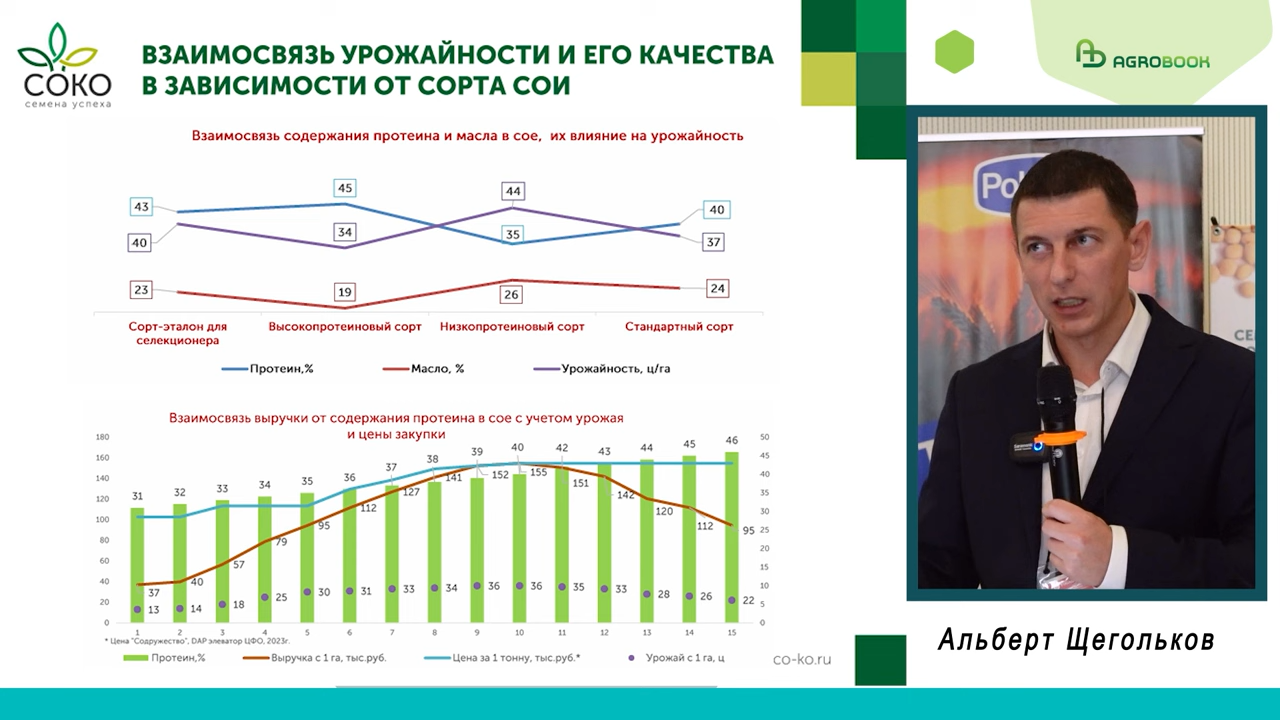 СОКО
семена успеха
ВЗАИМОСВЯЗЬ УРОЖАЙНОСТИ И ЕГО КАЧЕСТВА
В ЗАВИСИМОСТИ ОТ СОРТА СОИ
AGROBOOK
Взаимосвязь содержания протеина и масла в сое, их влияние на урожайность
43 45 44 40
40 34 35 37
23 19 26 24
Сорт-эталон для селекционера Высокопротеиновый сорт Низкопротеиновый сорт Стандартный сорт
Протеин,% Масло, % Урожайность, ц/га
Взаимосвязь выручки от содержания протеина в сое с учетом урожая
и цены закупки
180 160 140 120 100 80 60 40 20 0
50 45 40 35 30 25 20 15 10 5 0
31 32 33 34 35 36 37 38 39 40 42 43 44 45 46
37 40 57 79 95 112 127 141 152 155 151 142 120 112 95
13 14 18 25 30 31 33 34 36 36 35 33 28 26 22
1 2 3 4 5 6 7 8 9 10 11 12 13 14 15
* Цена "Содружество", DAP элеватор ЦФО, 2023г.
Протеин,% Выручка с 1 га, тыс.руб. Цена за 1 тонну, тыс.руб.* Урожай с 1 га, ц
co-ko.ru
Альберт Щегольков